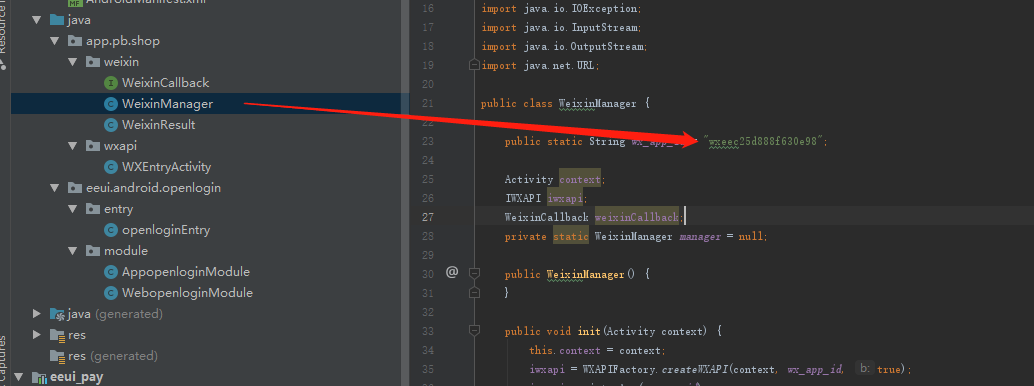 AndroidManifest.xml
java
app.pb.shop
weixin
WeixinCallback
WeixinManager
WeixinResult
wxapi
WXEntryActivity
eeui.android.openlogin
entry
openloginEntry
module
AppopenloginModule
WebopenloginModule
java (generated)
res
res (generated)
eeui_pay
Captures
16 import java.io.IOException;
17 import java.io.InputStream;
18 import java.io.OutputStream;
19 import java.net.URL;
20
21 public class WeixinManager {
22
23 public static String wx_app_id "wxeec25d888f630e98";
24
25 Activity context;
26 IWXAPI iwxapi;
27 WeixinCallback weixinCallback;
28 private static WeixinManager manager = null;
29
30 @ public WeixinManager() {
31 }
32
33 public void init(Activity context) {
34 this.context = context;
35 iwxapi = WXAPIFactory.createWXAPI(context, wx_app_id, b: true);